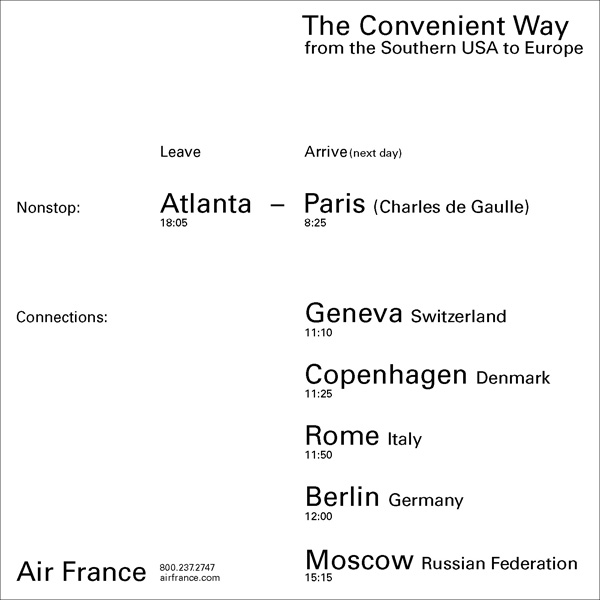 The Convenient Way
from the Southern USA to Europe
Leave Arrive (next day)
Nonstop: Atlanta – Paris (Charles de Gaulle)
18:05 8:25
Connections: Geneva Switzerland
11:10
Copenhagen Denmark
11:25
Rome Italy
11:50
Berlin Germany
12:00
Moscow Russian Federation
15:15
Air France 800.237.2747
airfrance.com